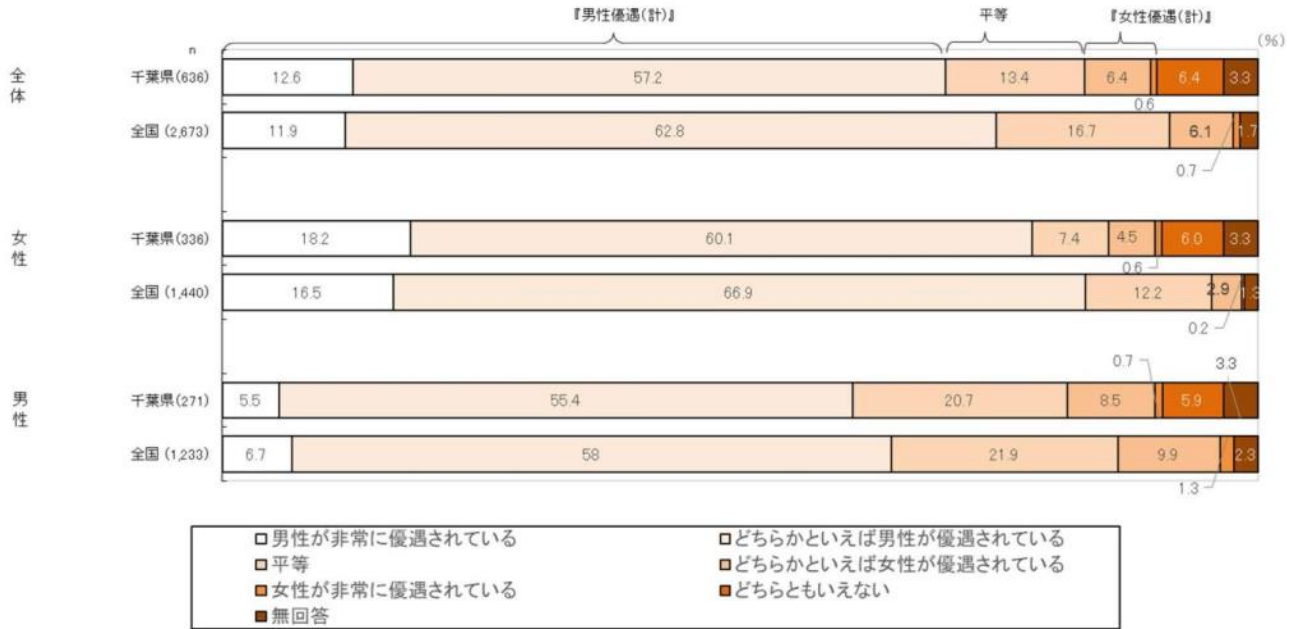 『男性優遇(計)』 平等 『女性優遇(計)』
(%)
n
全体
千葉県(636) 12.6 57.2 13.4 6.4 0.6 6.4 3.3
全国 (2,673) 11.9 62.8 16.7 6.1 0.7 1.7
女性
千葉県(336) 18.2 60.1 7.4 4.5 0.6 6.0 3.3
全国 (1,440) 16.5 66.9 12.2 2.9 0.2 1.3
男性
0.7 3.3
千葉県(271) 5.5 55.4 20.7 8.5 5.9
全国 (1,233) 6.7 58 21.9 9.9 1.3 2.3
男性が非常に優遇されている どちらかといえば男性が優遇されている
平等 どちらかといえば女性が優遇されている
女性が非常に優遇されている どちらともいえない
無回答